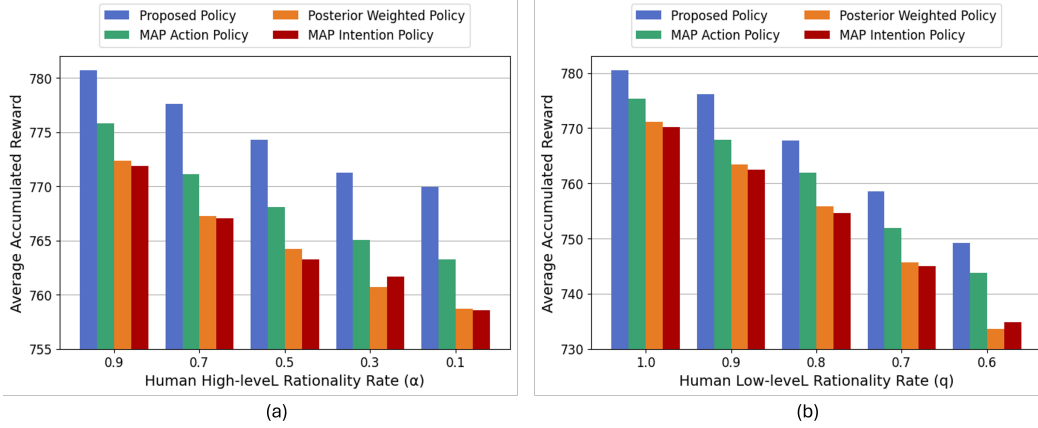 Proposed Policy
Posterior Weighted Policy
MAP Action Policy
MAP Intention Policy
780
775
770
765
760
755
Average Accumulated Reward
0.9 0.7 0.5 0.3 0.1
Human High-leveL Rationality Rate (α)
(a)
Proposed Policy
Posterior Weighted Policy
MAP Action Policy
MAP Intention Policy
780
770
760
750
740
730
Average Accumulated Reward
1.0 0.9 0.8 0.7 0.6
Human Low-leveL Rationality Rate (q)
(b)